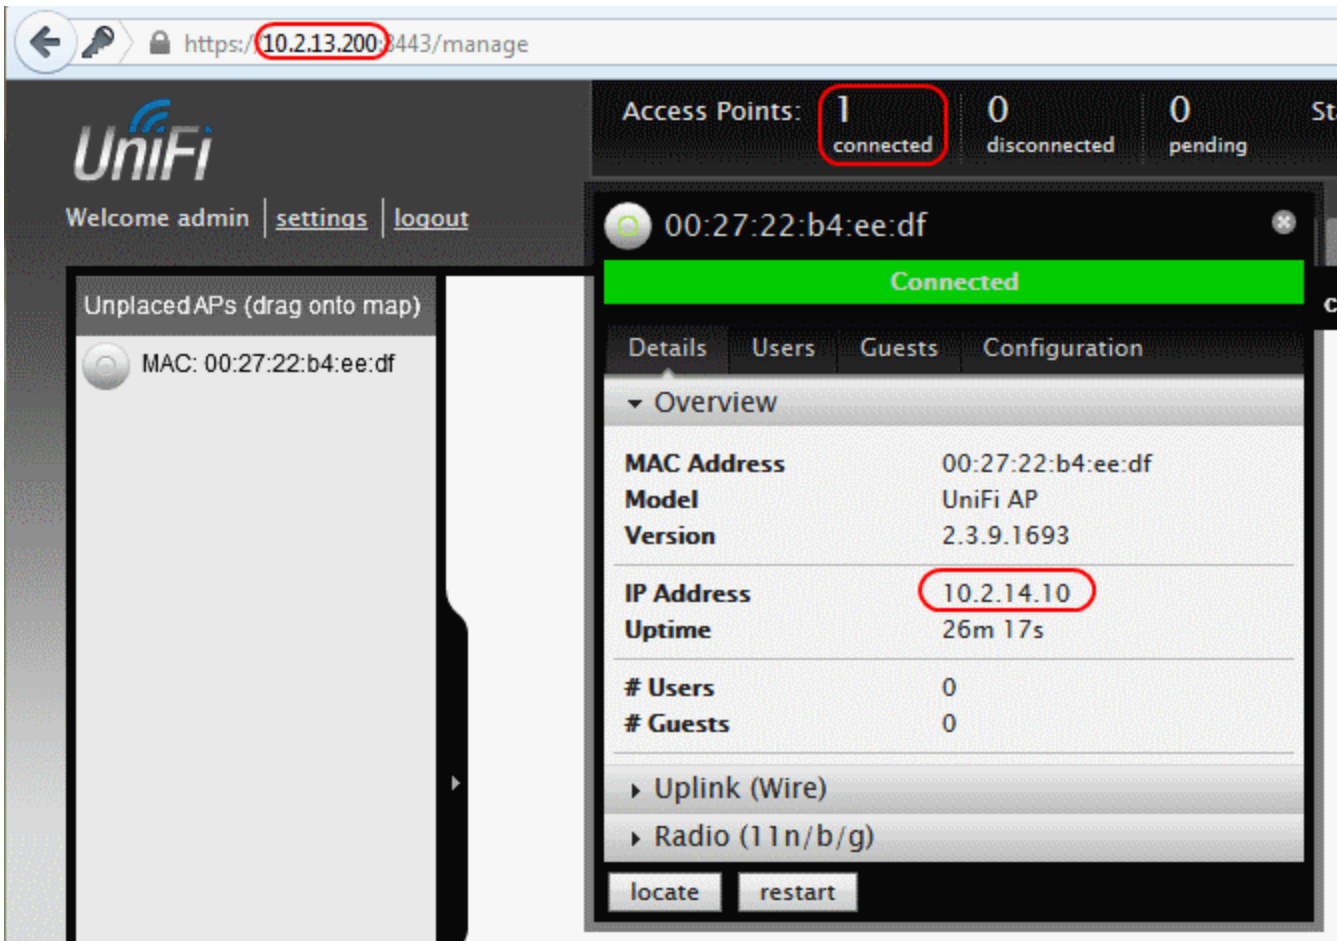 https://10.2.13.200:8443/manage
UniFi
Access Points: 1 connected 0 disconnected 0 pending
Welcome admin settings logout
00:27:22:b4:ee:df
Connected
Unplaced APs (drag onto map)
MAC: 00:27:22:b4:ee:df
Details Users Guests Configuration
Overview
MAC Address 00:27:22:b4:ee:df
Model UniFi AP
Version 2.3.9.1693
IP Address 10.2.14.10
Uptime 26m 17s
# Users 0
# Guests 0
Uplink (Wire)
Radio (11n/b/g)
locate restart